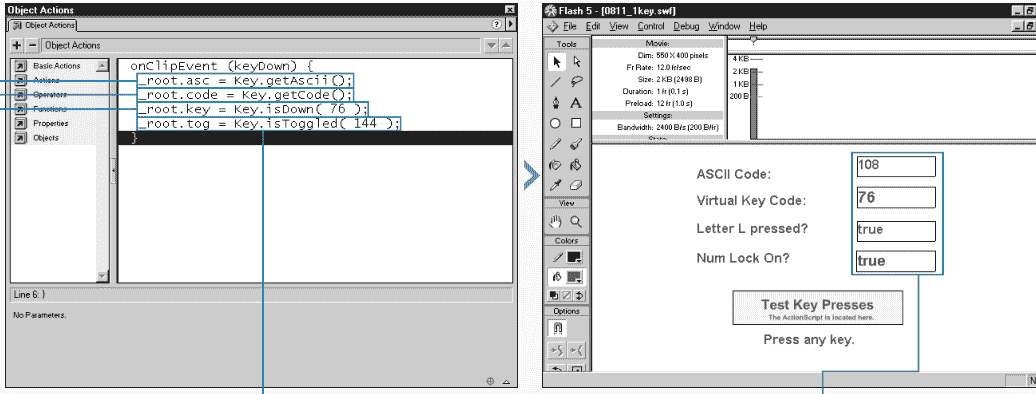 Object Actions
Object Actions
Object Actions
Basic Actions
Actions
Operators
Functions
Properties
Objects
onClipEvent (keyDown) {
_root.asc = Key.getAscii();
_root.code = Key.getCode();
_root.key = Key.isDown( 76 );
_root.tog = Key.isToggled( 144 );
}
Line 6: }
No Parameters.
Flash 5 - [0811_1key.swf]
File Edit View Control Debug Window Help
Tools
View
Colors
Options
Movie:
Dim: 550 X 400 pixels
Fr Rate: 12.0 fr/sec
Size: 2 KB (2498 B)
Duration: 1 fr (0.1 s)
Preload: 12 fr (1.0 s)
Settings:
Bandwidth: 2400 B/s (200 B/fr)
State:
4 KB
2 KB
1 KB
200 B
ASCII Code: 108
Virtual Key Code: 76
Letter L pressed? true
Num Lock On? true
Test Key Presses
The ActionScript is located here.
Press any key.
N